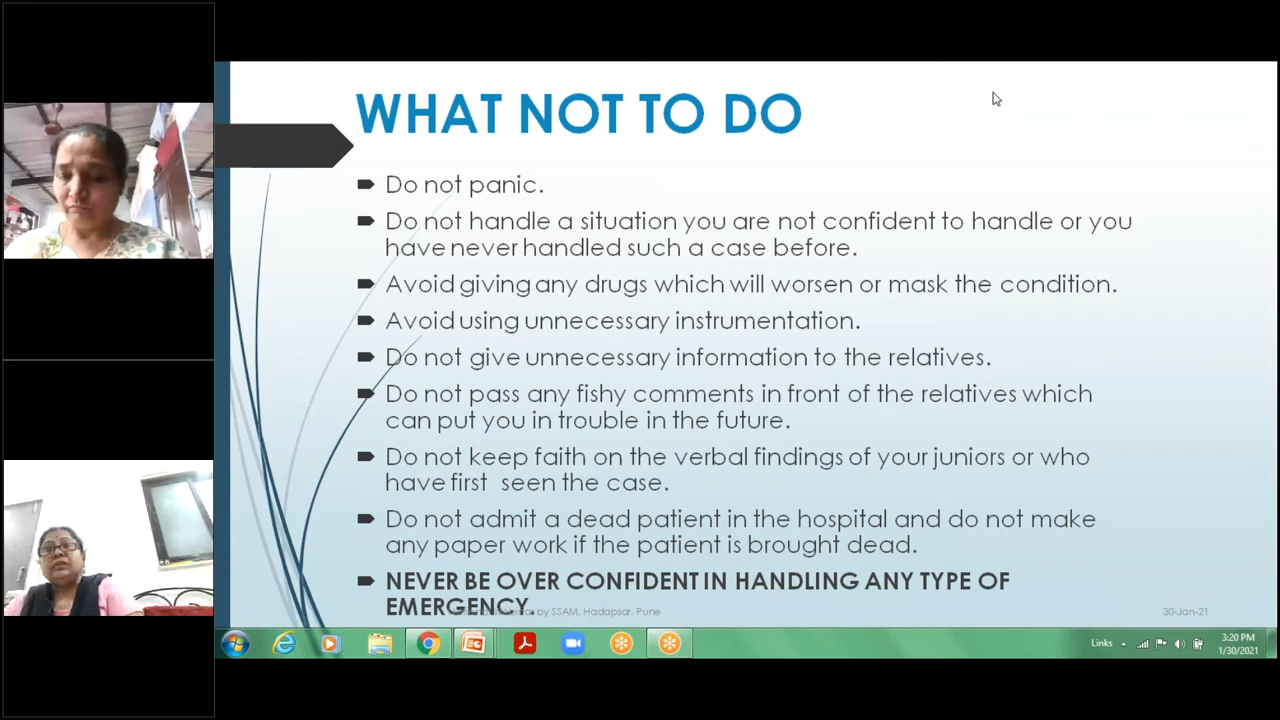 WHAT NOT TO DO
Do not panic.
Do not handle a situation you are not confident to handle or you
have never handled such a case before.
Avoid giving any drugs which will worsen or mask the condition.
Avoid using unnecessary instrumentation.
Do not give unnecessary information to the relatives.
Do not pass any fishy comments in front of the relatives which
can put you in trouble in the future.
Do not keep faith on the verbal findings of your juniors or who
have first seen the case.
Do not admit a dead patient in the hospital and do not make
any paper work if the patient is brought dead.
NEVER BE OVER CONFIDENT IN HANDLING ANY TYPE OF
EMERGENCY.
by SSAM, Hadapsar, Pune
30-Jan-21
Links
3:20 PM
1/30/2021